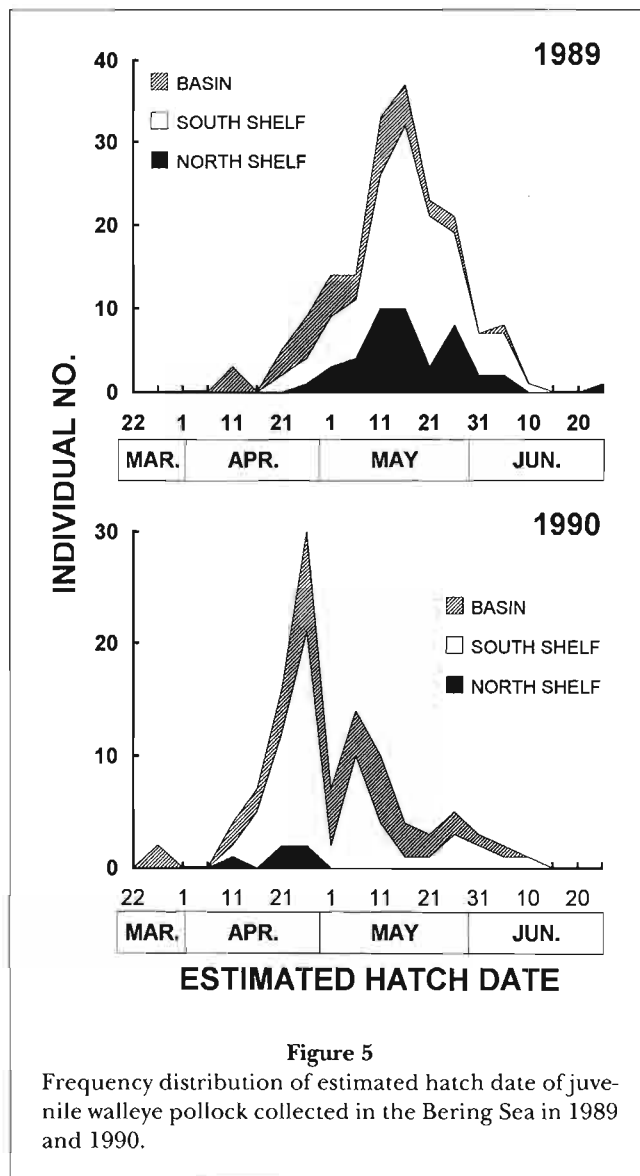 1989
40
30
20
10
0
BASIN
SOUTH SHELF
NORTH SHELF
22 1 11 21 1 11 21 31 10 20
MAR. APR. MAY JUN.
INDIVIDUAL NO.
1990
30
20
10
0
BASIN
SOUTH SHELF
NORTH SHELF
22 1 11 21 1 11 21 31 10 20
MAR. APR. MAY JUN.
ESTIMATED HATCH DATE
Figure 5
Frequency distribution of estimated hatch date of juve-
nile walleye pollock collected in the Bering Sea in 1989
and 1990.